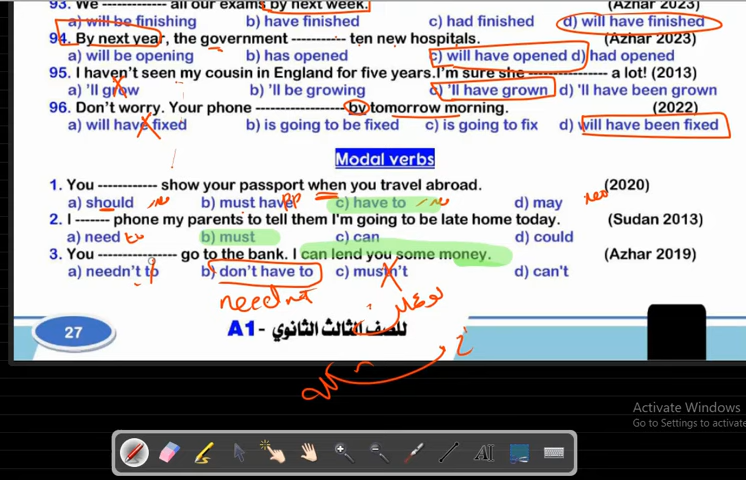 93. We ------------- all our exams by next week. (Azhar 2023)
a) will be finishing b) have finished c) had finished d) will have finished
94. By next year, the government ---------- ten new hospitals. (Azhar 2023)
a) will be opening b) has opened c) will have opened d) had opened
95. I haven't seen my cousin in England for five years.I'm sure she -------------- a lot! (2013)
a) 'll grow b) 'll be growing c) 'll have grown d) 'll have been grown
96. Don't worry. Your phone --------------- by tomorrow morning. (2022)
a) will have fixed b) is going to be fixed c) is going to fix d) will have been fixed
Modal verbs
1. You ------------ show your passport when you travel abroad. (2020)
a) should b) must have PP c) have to d) may
2. I ------- phone my parents to tell them I'm going to be late home today. (Sudan 2013)
a) need to b) must c) can d) could
3. You ---------------- go to the bank. I can lend you some money. (Azhar 2019)
a) needn't to b) don't have to c) mustn't d) can't
need not
27
A1- للصف الثالث الثانوي
Activate Windows
Go to Settings to activate
AI